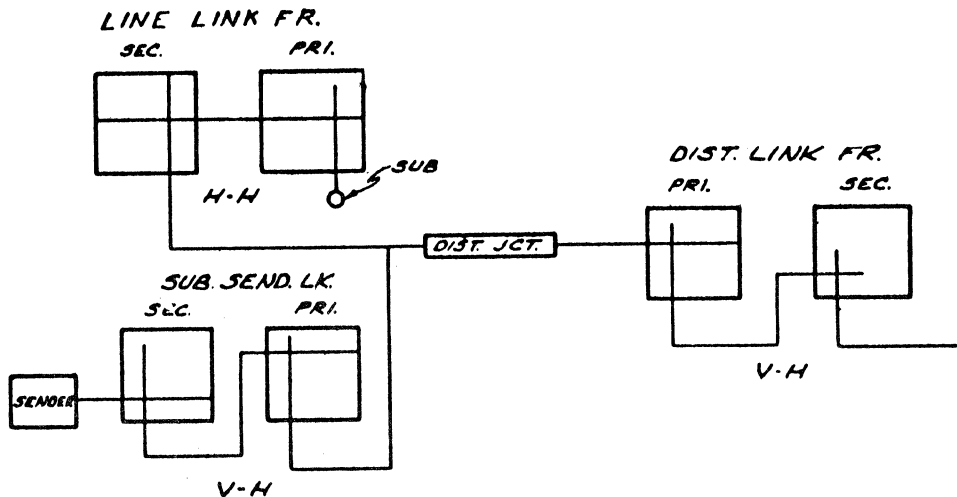 LINE LINK FR.
SEC. PRI.
SUB
H-H
DIST. LINK FR.
PRI. SEC.
DIST. JCT.
SUB. SEND. LK.
SEC. PRI.
SENDER
V-H
V-H